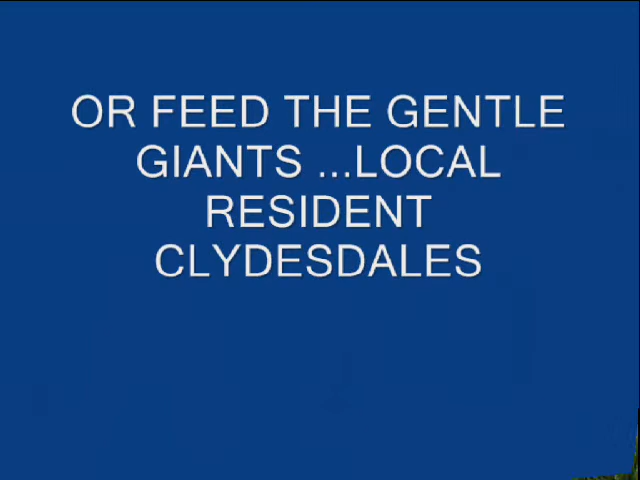 OR FEED THE GENTLE
GIANTS ...LOCAL
RESIDENT
CLYDESDALES